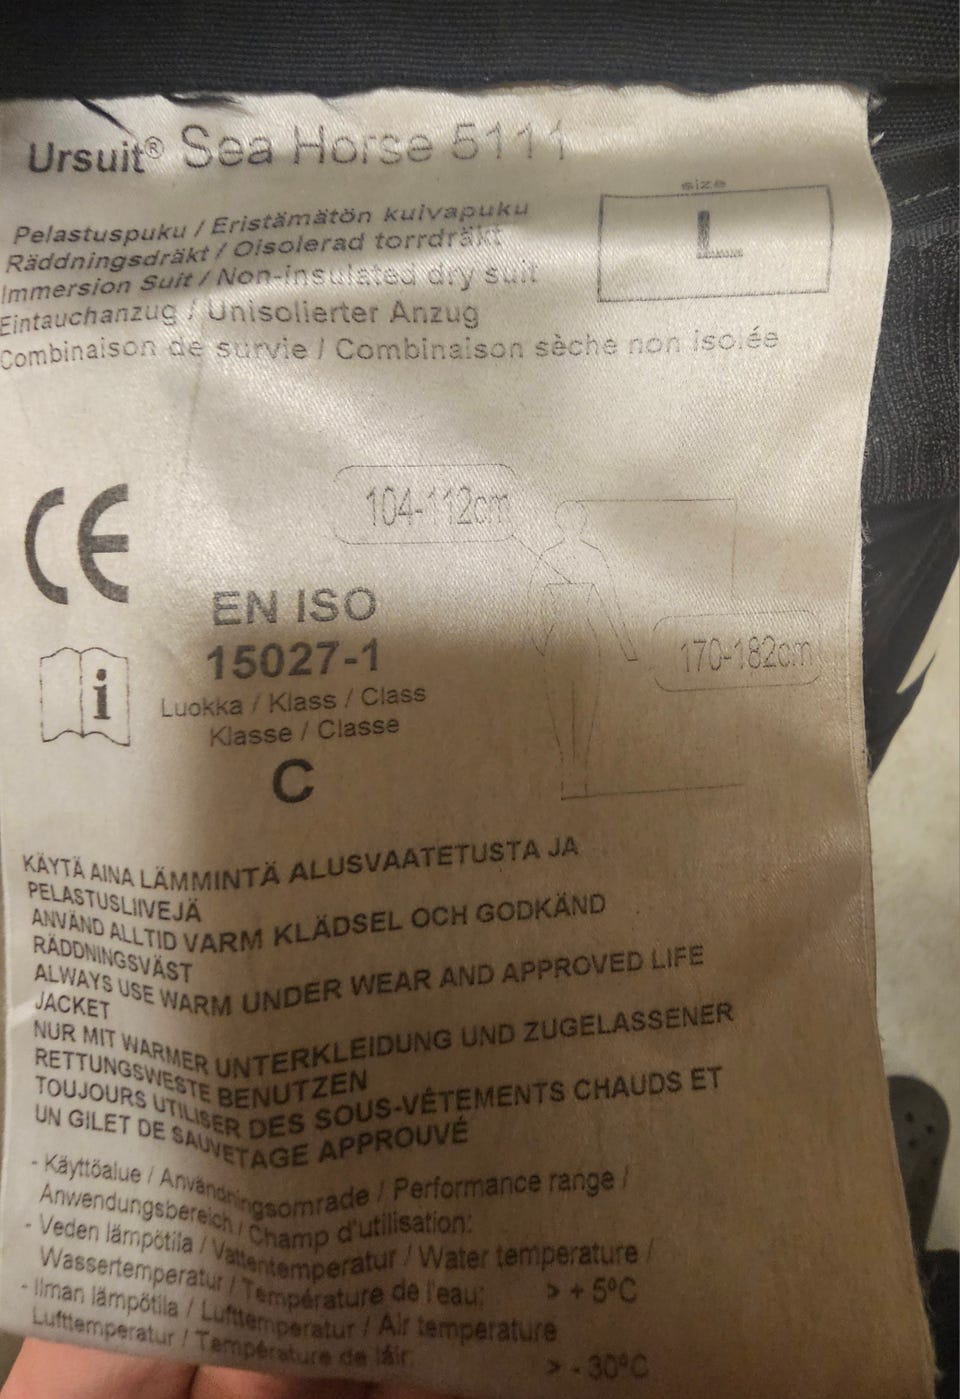 Ursuit® Sea Horse 5111
size
L
Pelastuspuku / Eristämätön kuivapuku
Räddningsdräkt / Oisolerad torrdräkt
Immersion Suit / Non-insulated dry suit
Eintauchanzug / Unisolierter Anzug
Combinaison de survie / Combinaison sèche non isolée
CE
104-112cm
170-182cm
i
EN ISO
15027-1
Luokka / Klass / Class
Klasse / Classe
C
KÄYTÄ AINA LÄMMINTÄ ALUSVAATETUSTA JA
PELASTUSLIIVEJÄ
ANVÄND ALLTID VARM KLÄDSEL OCH GODKÄND
RÄDDNINGSVÄST
ALWAYS USE WARM UNDER WEAR AND APPROVED LIFE
JACKET
NUR MIT WARMER UNTERKLEIDUNG UND ZUGELASSENER
RETTUNGSWESTE BENUTZEN
TOUJOURS UTILISER DES SOUS-VÊTEMENTS CHAUDS ET
UN GILET DE SAUVETAGE APPROUVÉ
- Käyttöalue / Användningsomrade / Performance range /
Anwendungsbereich / Champ d'utilisation:
- Veden lämpötila / Vattentemperatur / Water temperature /
Wassertemperatur / Température de l'eau: > + 5ºC
- Ilman lämpötila / Lufttemperatur / Air temperature
Lufttemperatur / Température de láir: > - 30ºC